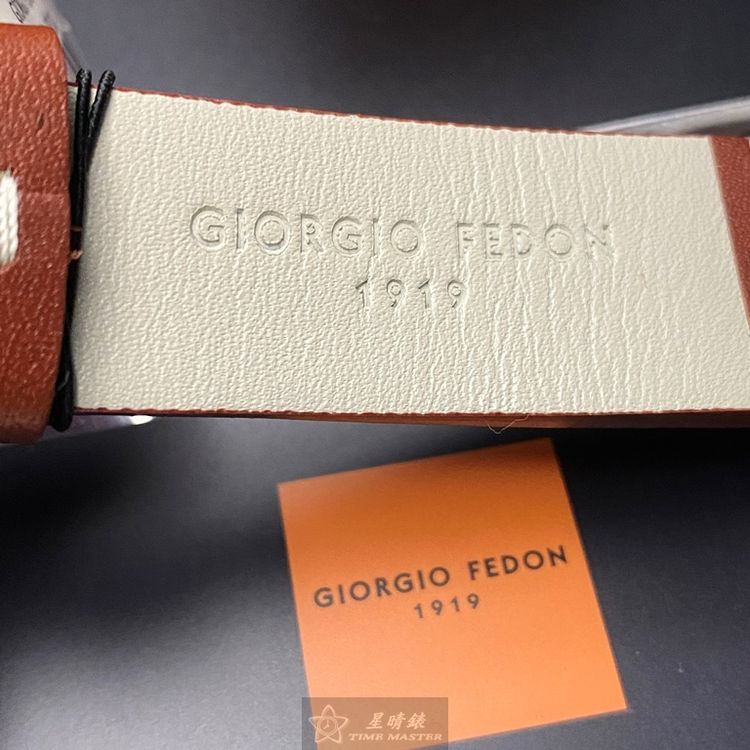 GIORGIO FEDON
1919
GIORGIO FEDON
1919
星晴錶
TIME MASTER